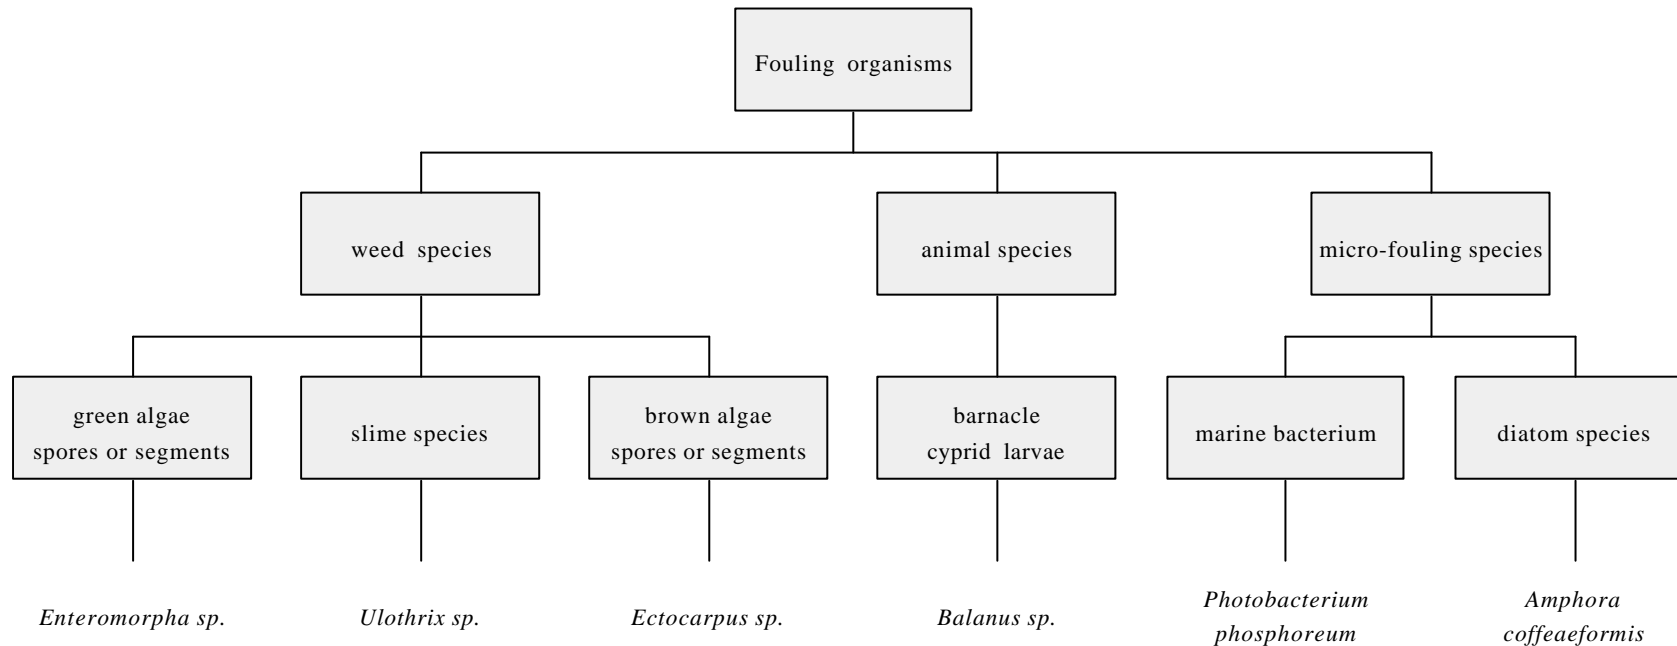 Fouling organisms
weed species
animal species
micro-fouling species
green algae
spores or segments
slime species
brown algae
spores or segments
barnacle
cyprid larvae
marine bacterium
diatom species
Enteromorpha sp.
Ulothrix sp.
Ectocarpus sp.
Balanus sp.
Photobacterium
phosphoreum
Amphora
coffeaeformis